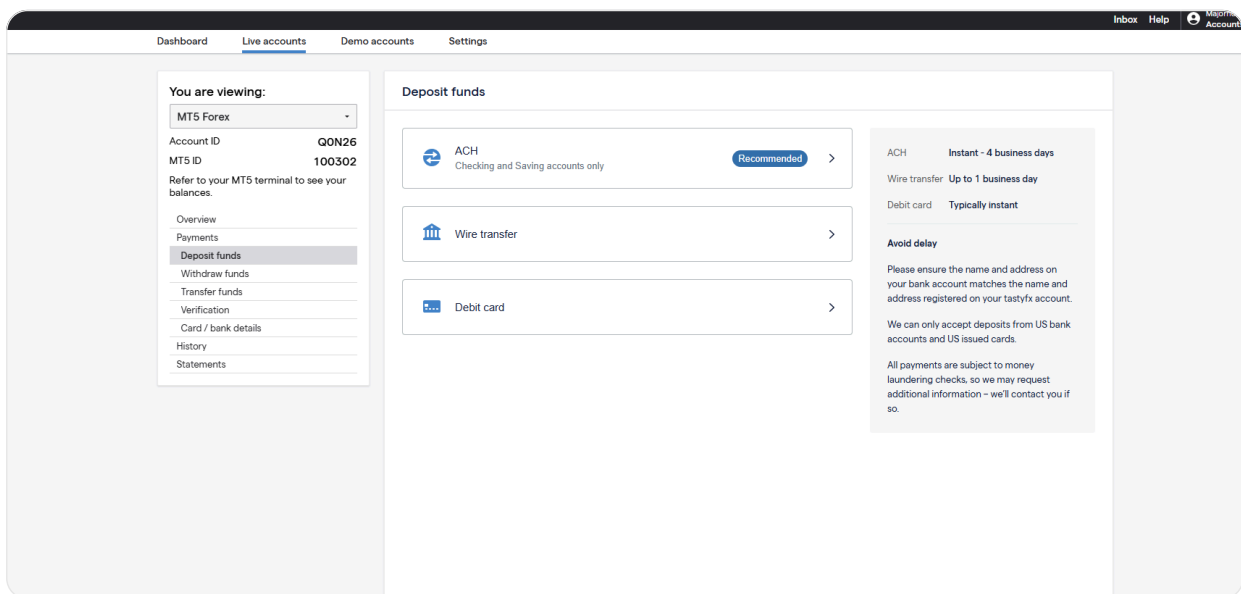 Inbox Help
Account
Dashboard Live accounts Demo accounts Settings
You are viewing:
MT5 Forex
Account ID Q0N26
MT5 ID 100302
Refer to your MT5 terminal to see your
balances.
Overview
Payments
Deposit funds
Withdraw funds
Transfer funds
Verification
Card / bank details
History
Statements
Deposit funds
ACH
Checking and Saving accounts only
Recommended
Wire transfer
Debit card
ACH Instant - 4 business days
Wire transfer Up to 1 business day
Debit card Typically instant
Avoid delay
Please ensure the name and address on
your bank account matches the name and
address registered on your tastyfx account.
We can only accept deposits from US bank
accounts and US issued cards.
All payments are subject to money
laundering checks, so we may request
additional information – we'll contact you if
so.